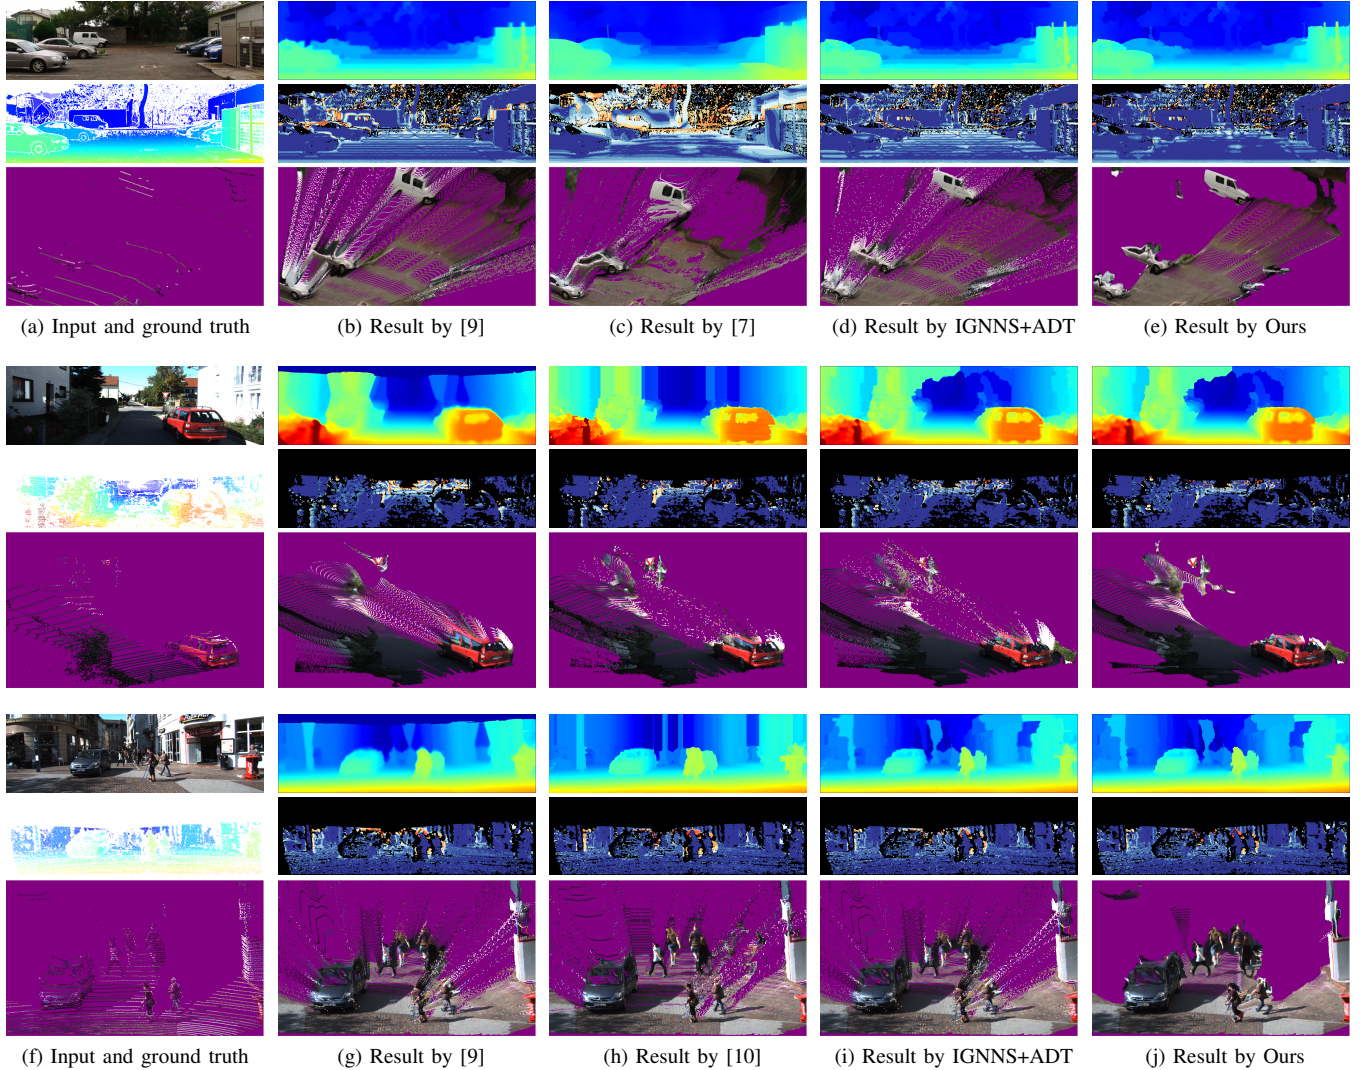 (a) Input and ground truth
(b) Result by [9]
(c) Result by [7]
(d) Result by IGNNS+ADT
(e) Result by Ours
(f) Input and ground truth
(g) Result by [9]
(h) Result by [10]
(i) Result by IGNNS+ADT
(j) Result by Ours